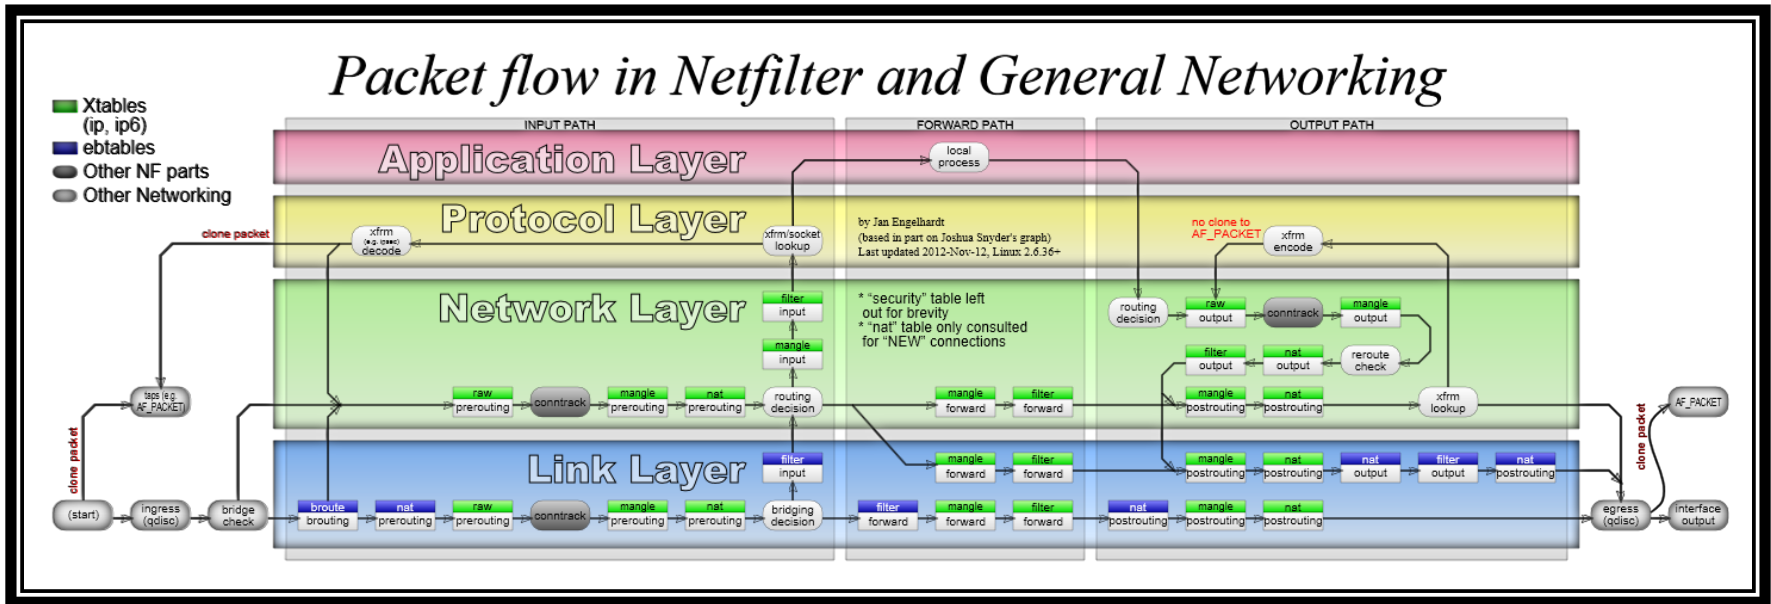 Packet flow in Netfilter and General Networking
Xtables
(ip, ip6)
ebtables
Other NF parts
Other Networking
INPUT PATH
FORWARD PATH
OUTPUT PATH
Application Layer
local
process
Protocol Layer
clone packet
xfrm
(e.g. ipsec)
decode
xfrm/socket
lookup
by Jan Engelhardt
(based in part on Joshua Snyder's graph)
Last updated 2012-Nov-12, Linux 2.6.36+
no clone to
AF_PACKET
xfrm
encode
Network Layer
filter
input
mangle
input
* “security” table left
out for brevity
* “nat” table only consulted
for “NEW” connections
routing
decision
raw
output
conntrack
mangle
output
filter
output
nat
output
reroute
check
taps (e.g.
AF_PACKET)
raw
prerouting
conntrack
mangle
prerouting
nat
prerouting
routing
decision
mangle
forward
filter
forward
mangle
postrouting
nat
postrouting
xfrm
lookup
AF_PACKET
clone packet
clone packet
Link Layer
filter
input
mangle
forward
filter
forward
mangle
postrouting
nat
postrouting
nat
output
filter
output
nat
postrouting
(start)
ingress
(qdisc)
bridge
check
broute
brouting
nat
prerouting
raw
prerouting
conntrack
mangle
prerouting
nat
prerouting
bridging
decision
filter
forward
mangle
forward
filter
forward
nat
postrouting
mangle
postrouting
nat
postrouting
egress
(qdisc)
interface
output